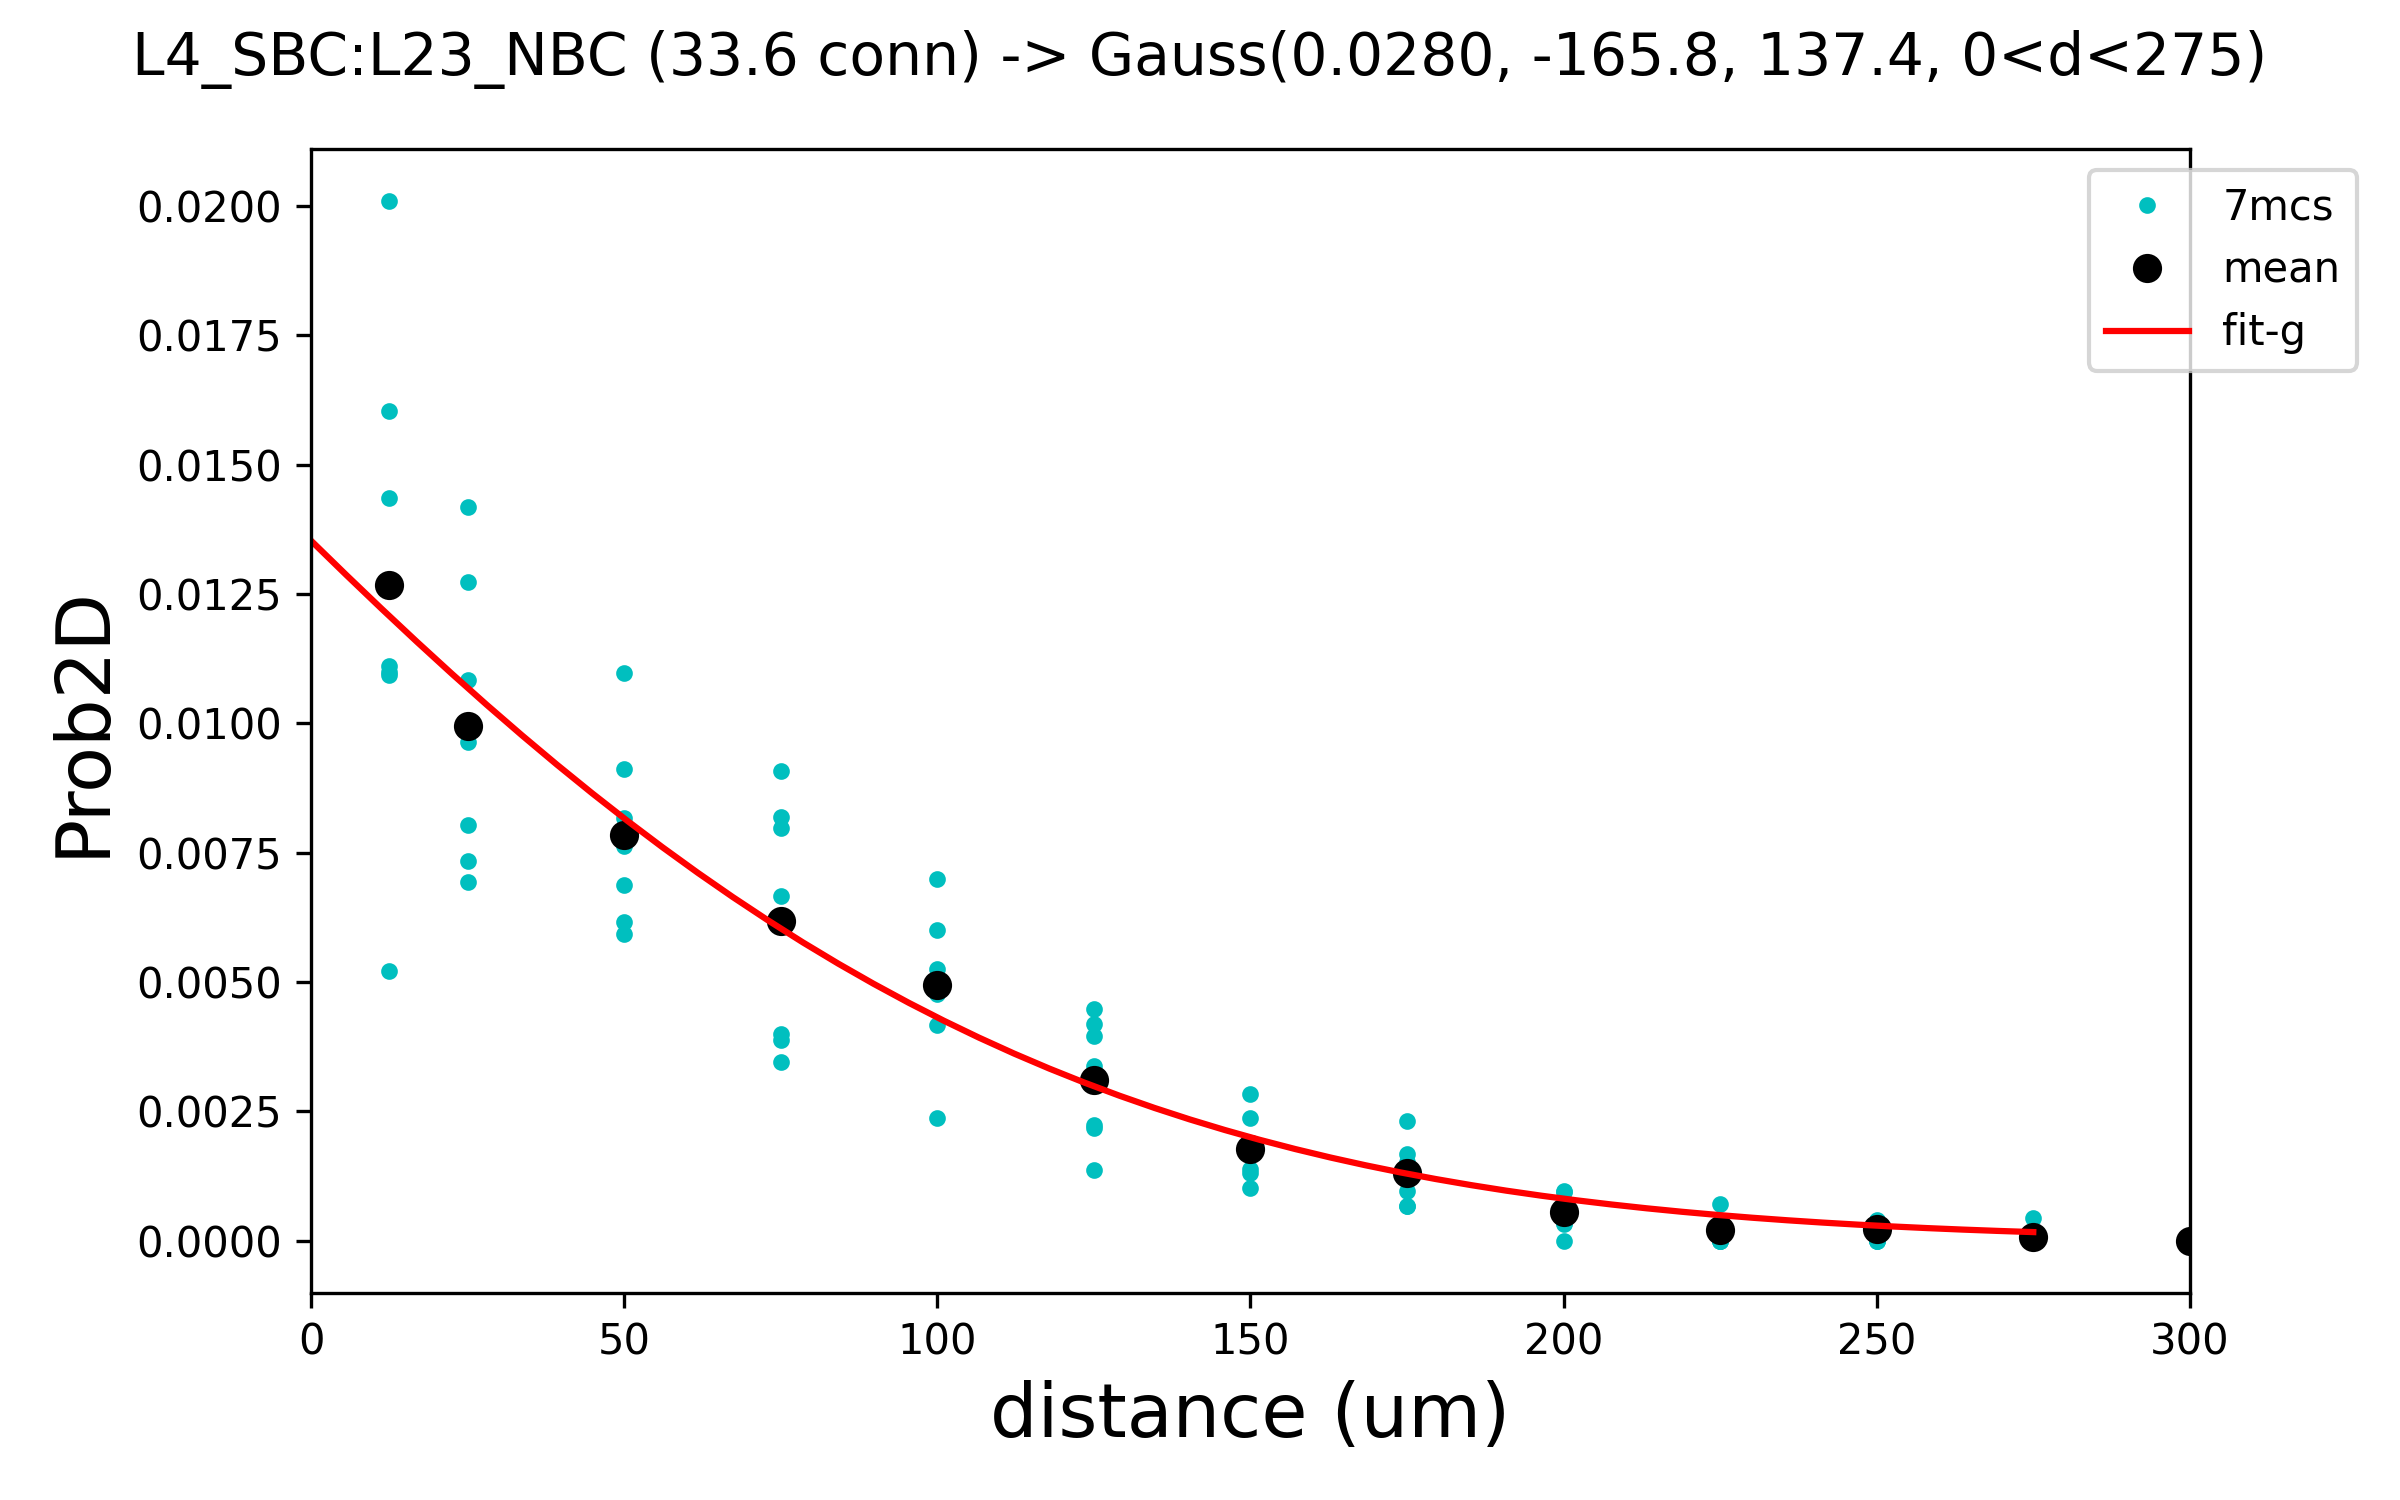 L4_SBC:L23_NBC (33.6 conn) -> Gauss(0.0280, -165.8, 137.4, 0<d<275)
7mcs
mean
fit-g
Prob2D
0.0200
0.0175
0.0150
0.0125
0.0100
0.0075
0.0050
0.0025
0.0000
0 50 100 150 200 250 300
distance (um)